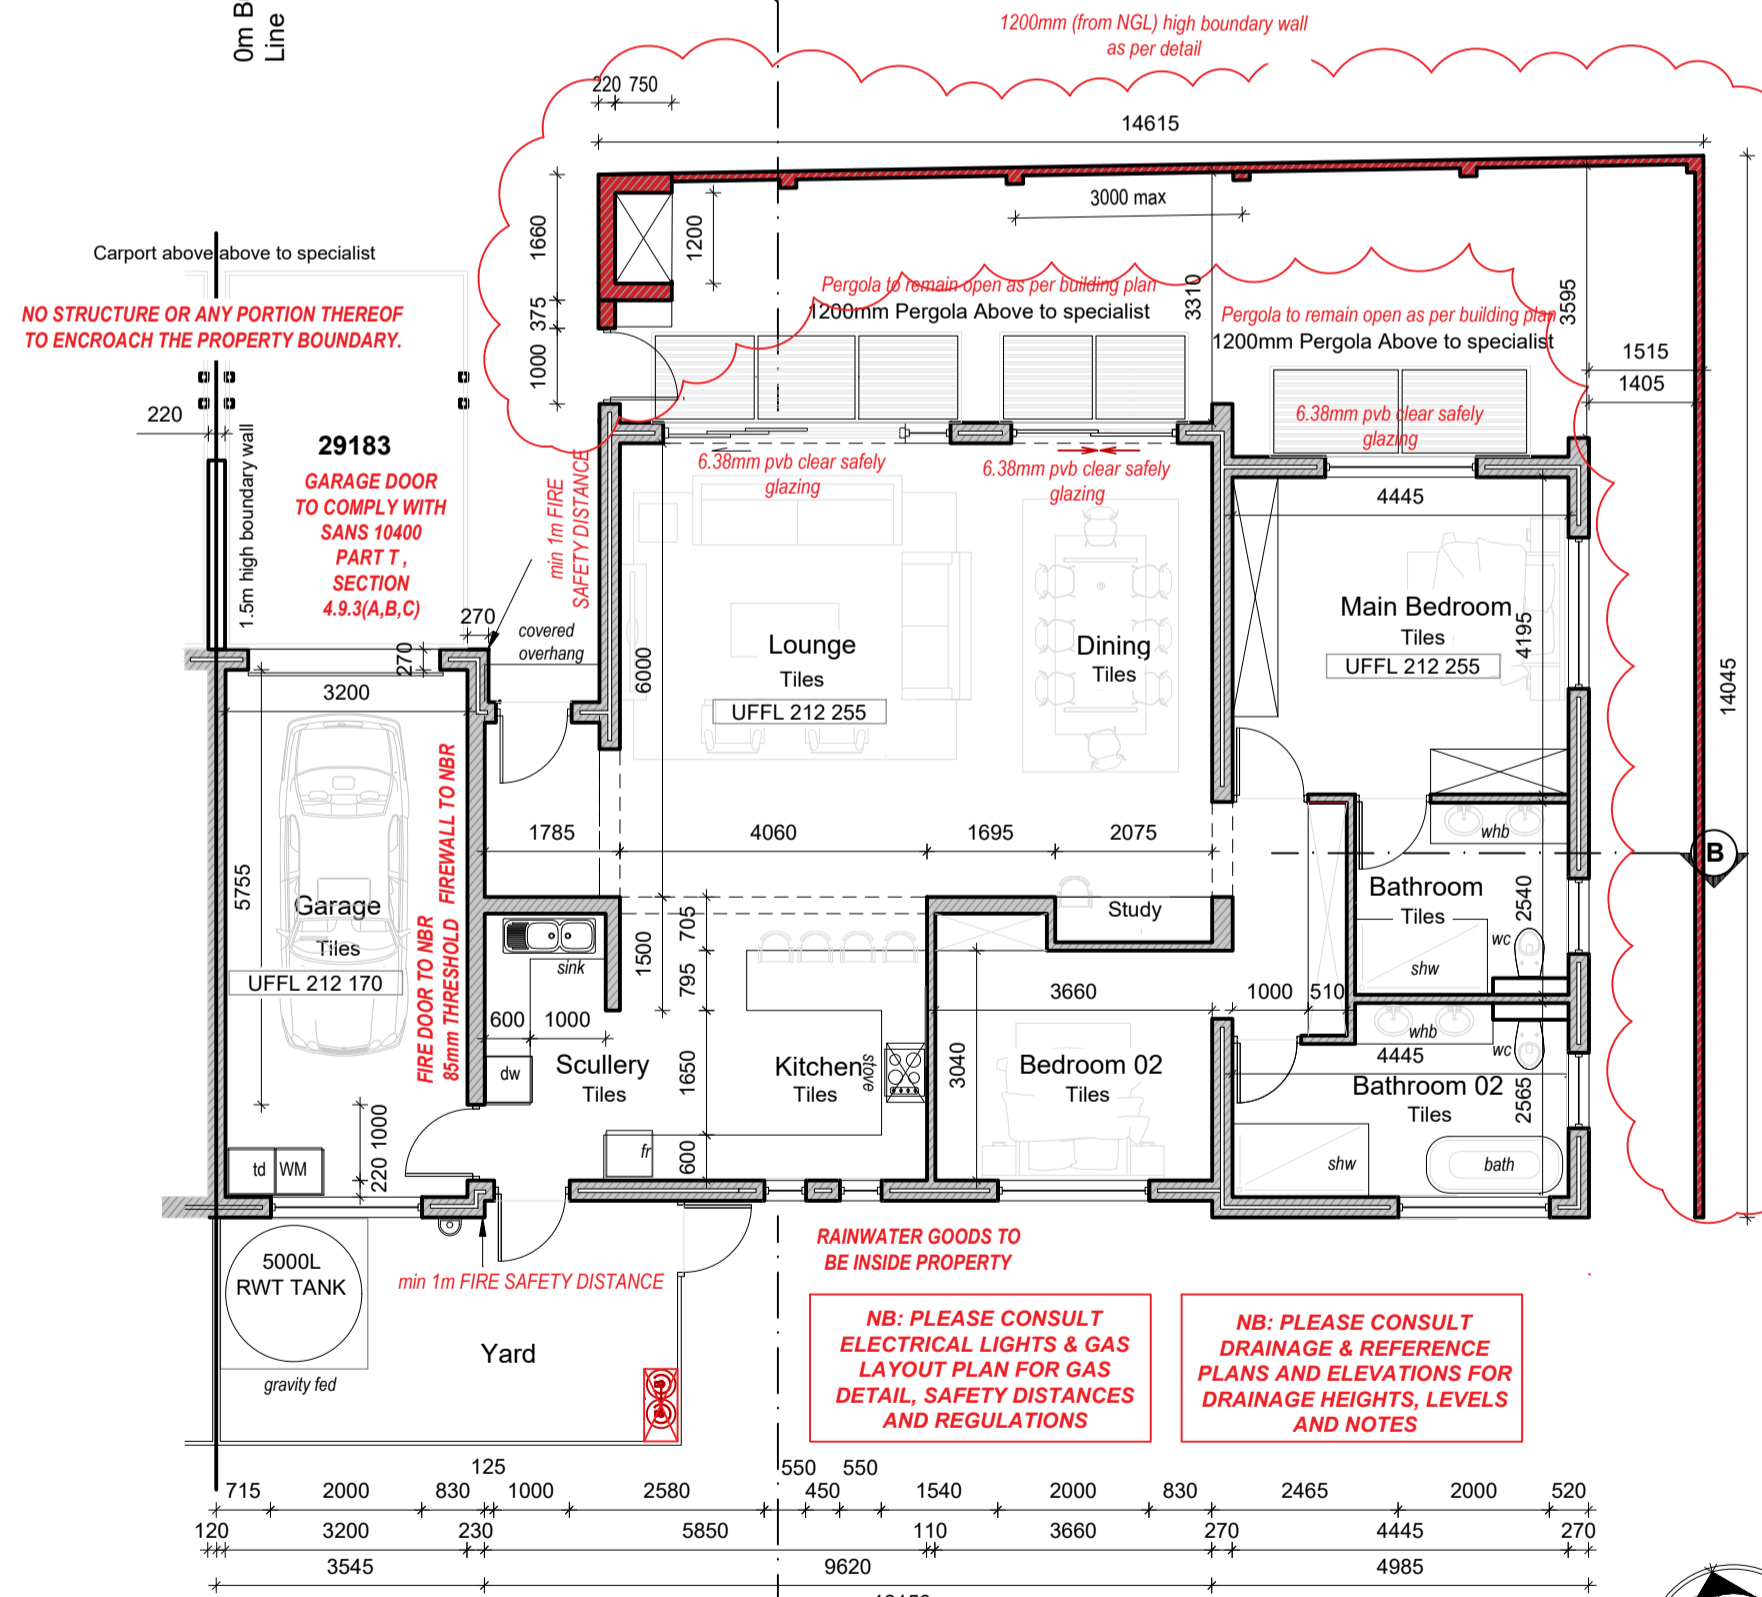 0m B
Line
1200mm (from NGL) high boundary wall
as per detail
220 750
14615
1660
1200
3000 max
Carport above above to specialist
NO STRUCTURE OR ANY PORTION THEREOF
TO ENCROACH THE PROPERTY BOUNDARY.
375
1000
Pergola to remain open as per building plan
1200mm Pergola Above to specialist
3310
Pergola to remain open as per building plan
1200mm Pergola Above to specialist
3595
1515
1405
220
29183
GARAGE DOOR
TO COMPLY WITH
SANS 10400
PART T ,
SECTION
4.9.3(A,B,C)
1.5m high boundary wall
min 1m FIRE
SAFETY DISTANCE
6.38mm pvb clear safely
glazing
6.38mm pvb clear safely
glazing
6.38mm pvb clear safely
glazing
4445
270
270
covered
overhang
3200
6000
Lounge
Tiles
UFFL 212 255
Dining
Tiles
Main Bedroom
Tiles
UFFL 212 255
4195
14045
5755
Garage
Tiles
UFFL 212 170
FIREWALL TO NBR
FIRE DOOR TO NBR
85mm THRESHOLD
1785
4060
1695
2075
whb
B
Bathroom
Tiles
2540
wc
shw
Study
sink
1500
705
795
600 1000
3660
1000 510
whb
wc
4445
dw
Scullery
Tiles
1650
Kitchen
Tiles
stove
3040
Bedroom 02
Tiles
Bathroom 02
Tiles
2565
1000
220
td WM
fr
600
shw
bath
5000L
RWT TANK
gravity fed
min 1m FIRE SAFETY DISTANCE
Yard
RAINWATER GOODS TO
BE INSIDE PROPERTY
NB: PLEASE CONSULT
ELECTRICAL LIGHTS & GAS
LAYOUT PLAN FOR GAS
DETAIL, SAFETY DISTANCES
AND REGULATIONS
NB: PLEASE CONSULT
DRAINAGE & REFERENCE
PLANS AND ELEVATIONS FOR
DRAINAGE HEIGHTS, LEVELS
AND NOTES
125 550 550
715 2000 830 1000 2580 450 1540 2000 830 2465 2000 520
120 3200 230 5850 110 3660 270 4445 270
3545 9620 4985